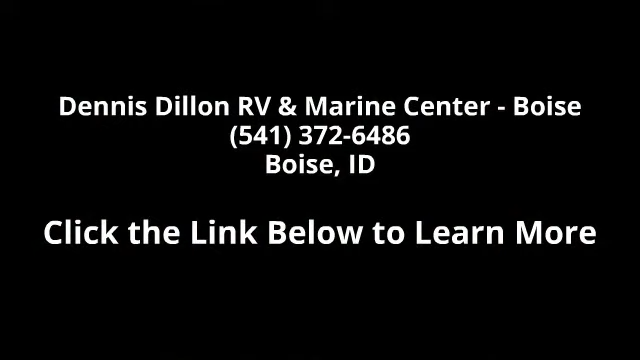 Dennis Dillon RV & Marine Center - Boise
(541) 372-6486
Boise, ID
Click the Link Below to Learn More